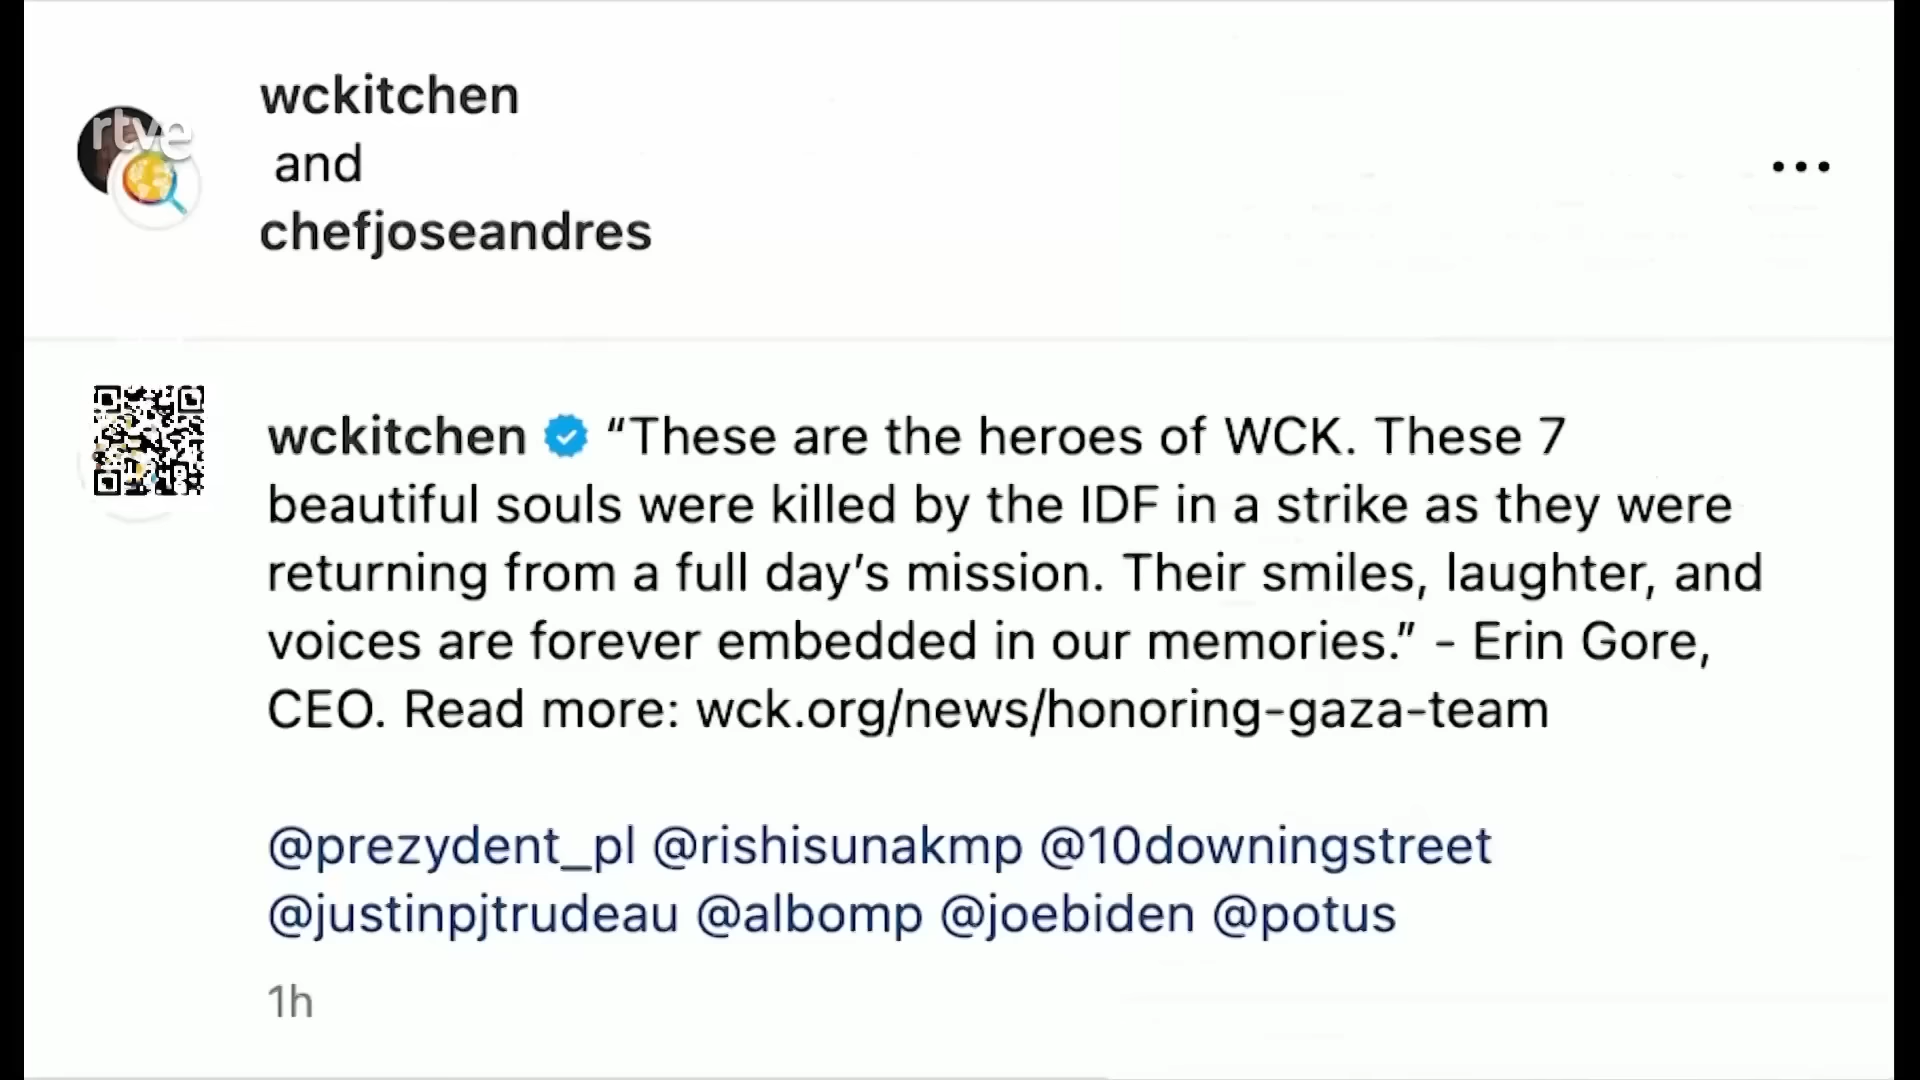 rtve
wckitchen
and
chefjoseandres
wckitchen “These are the heroes of WCK. These 7
beautiful souls were killed by the IDF in a strike as they were
returning from a full day’s mission. Their smiles, laughter, and
voices are forever embedded in our memories.” - Erin Gore,
CEO. Read more: wck.org/news/honoring-gaza-team
@prezydent_pl @rishisunakmp @10downingstreet
@justinpjtrudeau @albomp @joebiden @potus
1h